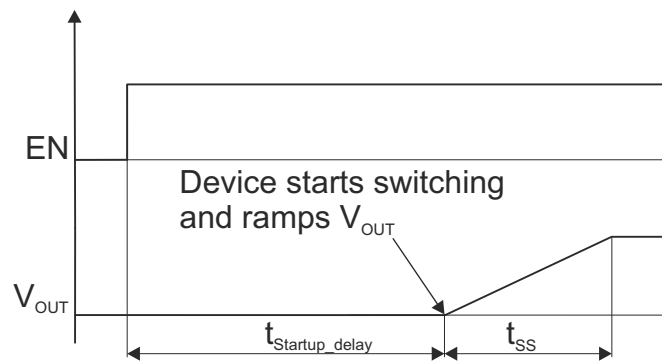 EN
Device starts switching
and ramps VOUT
VOUT
tStartup_delay
tSS